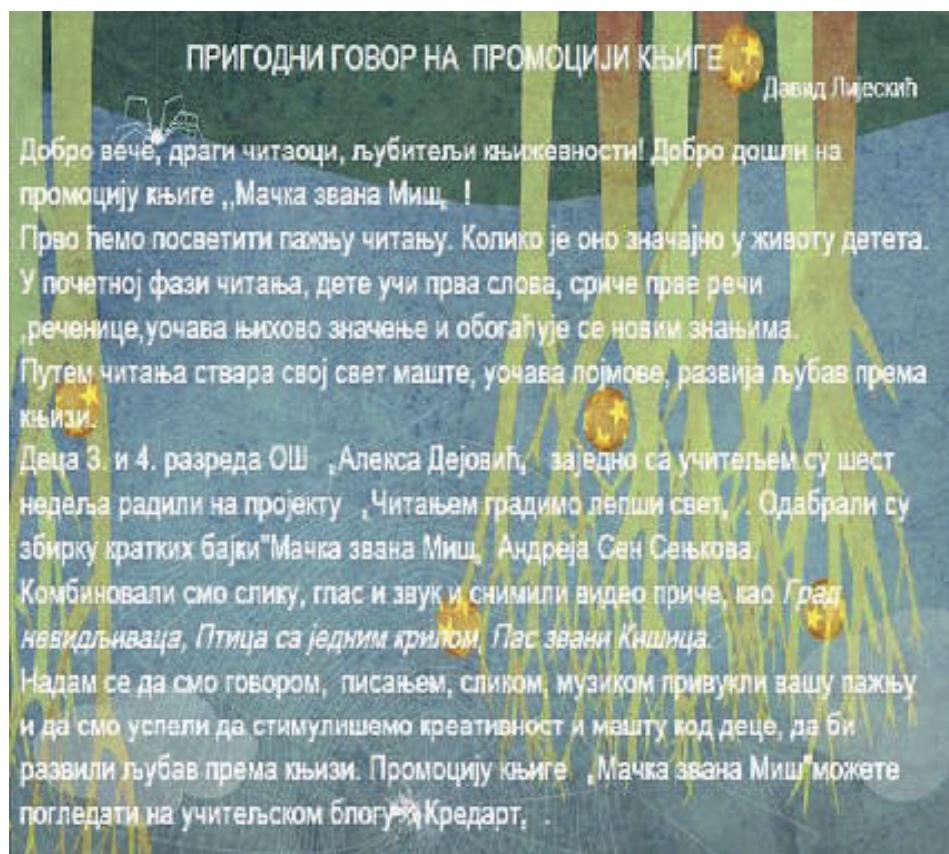 ПРИГОДНИ ГОВОР НА ПРОМОЦИЈИ КЊИГЕ
Давид Лијескић
Добро вече, драги читаоци, љубитељи књижевности! Добро дошли на
промоцију књиге ,,Мачка звана Миш„ !
Прво ћемо посветити пажњу читању. Колико је оно значајно у животу детета.
У почетној фази читања, дете учи прва слова, сриче прве речи
,реченице,уочава њихово значење и обогаћује се новим знањима.
Путем читања ствара свој свет маште, уочава појмове, развија љубав према
књизи.
Деца 3. и 4. разреда ОШ „Алекса Дејовић„ заједно са учитељем су шест
недеља радили на пројекту „Читањем градимо лепши свет„ . Одабрали су
збирку кратких бајки"Мачка звана Миш„ Андреја Сен Сењкова.
Комбиновали смо слику, глас и звук и снимили видео приче, као Град
невидљиваца, Птица са једним крилом, Пас звани Кишица.
Надам се да смо говором, писањем, сликом, музиком привукли вашу пажњу
и да смо успели да стимулишемо креативност и машту код деце, да би
развили љубав према књизи. Промоцију књиге „Мачка звана Миш"можете
погледати на учитељском блогу „Кредарт„ .